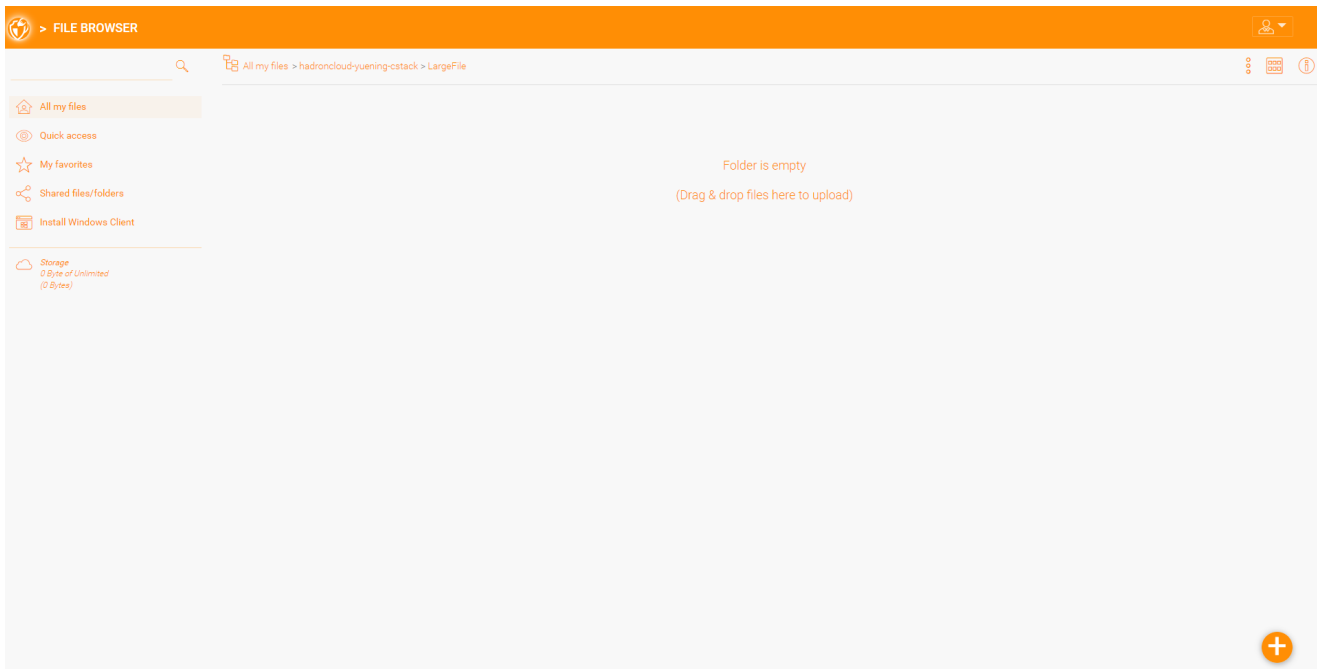 > FILE BROWSER
All my files > hadroncloud-yuening-cstack > LargeFile
All my files
Quick access
My favorites
Shared files/folders
Install Windows Client
Storage
0 Byte of Unlimited
(0 Bytes)
Folder is empty
(Drag & drop files here to upload)